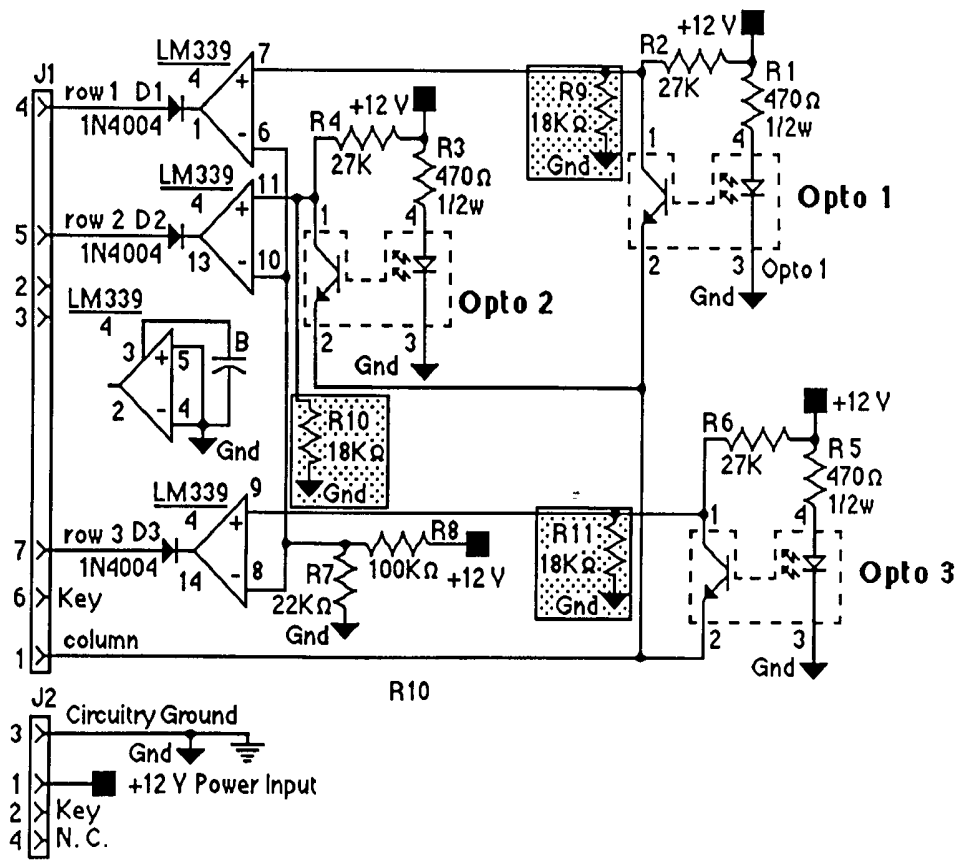 J1
4
row 1 D1
1N4004
LM339
4
7
+
1
-
6
5
row 2 D2
1N4004
LM339
4
11
+
13
-
10
2
3
LM339
4
3
+
5
2
-
4
B
Gnd
7
row 3 D3
1N4004
LM339
4
9
+
14
-
8
6
Key
1
column
+12 V
R4
27K
R3
470Ω
1/2w
1
4
2
3
Opto 2
Gnd
R9
18KΩ
Gnd
+12 V
R2
27K
R1
470Ω
1/2w
1
4
2
3
Opto 1
Opto 1
Gnd
R10
18KΩ
Gnd
R8
100KΩ
+12 V
R7
22KΩ
Gnd
R11
18KΩ
Gnd
+12 V
R6
27K
R5
470Ω
1/2w
1
4
2
3
Opto 3
Gnd
R10
J2
3
Circuitry Ground
Gnd
1
+12 Y Power Input
2
Key
4
N.C.